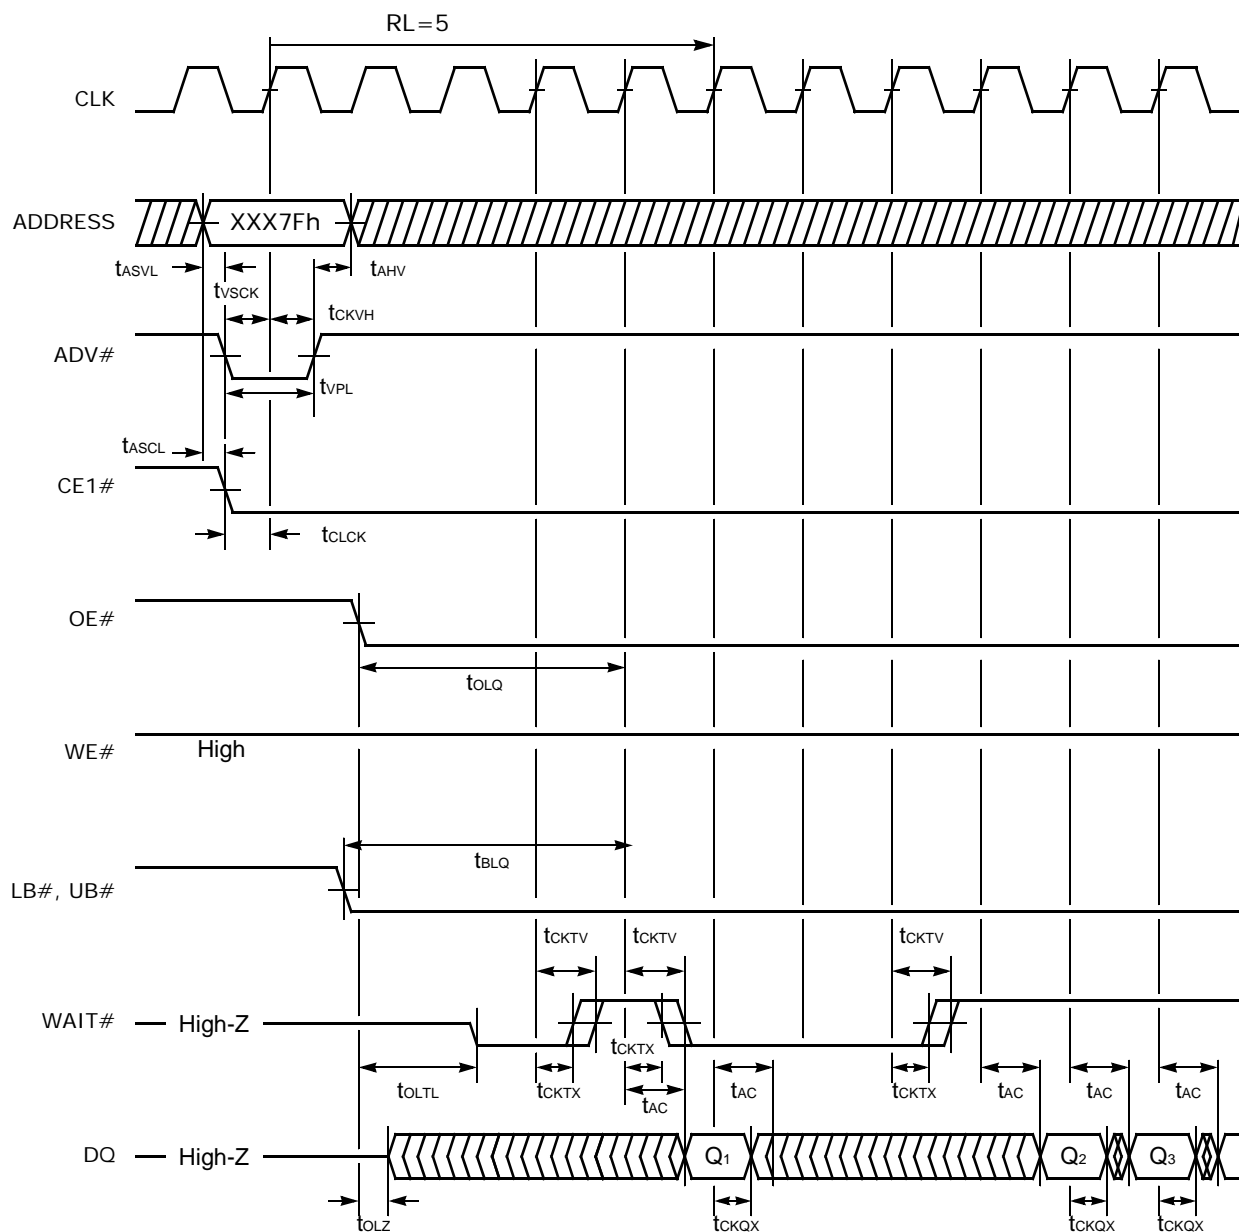 RL=5
CLK
ADDRESS XXX7Fh
tASVL tAHV
tVSCK
tCKVH
ADV#
tVPL
tASCL
CE1#
tCLCK
OE#
tOLQ
WE# High
tBLQ
LB#, UB#
tCKTV tCKTV tCKTV
WAIT# High-Z
tCKTX
tOLTL tCKTX tAC tAC tCKTX tAC tAC tAC
DQ High-Z Q1 Q2 Q3
tOLZ tCKQX tCKQX tCKQX